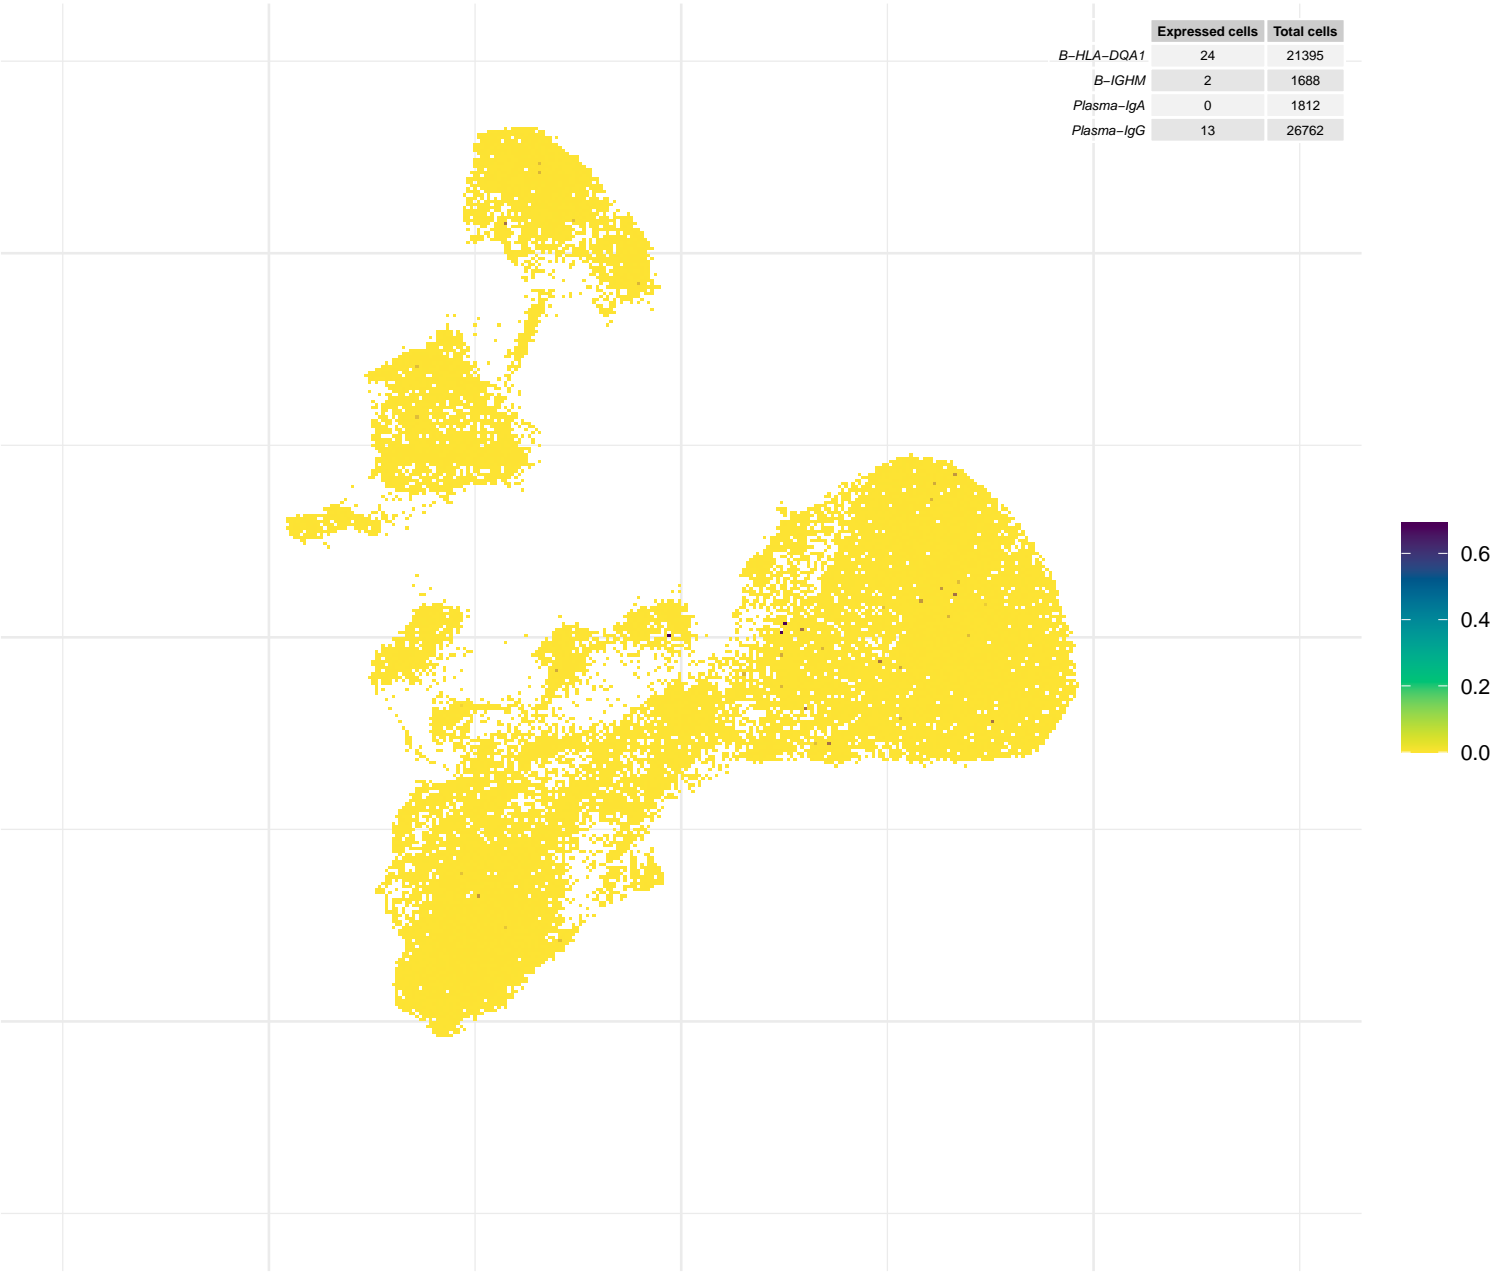 Expressed cells Total cells
B−HLA−DQA1 24 21395
B−IGHM 2 1688
Plasma−IgA 0 1812
Plasma−IgG 13 26762
0.6
0.4
0.2
0.0